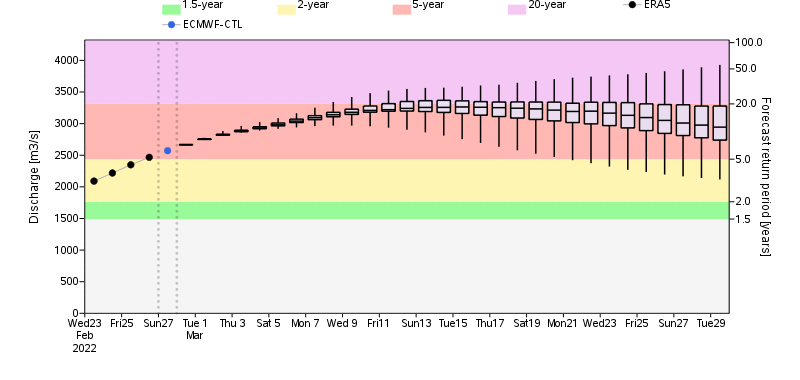 1.5-year 2-year 5-year 20-year ERA5
ECMWF-CTL
Discharge [m3/s]
4000
3500
3000
2500
2000
1500
1000
500
0
100.0
50.0
20.0
5.0
2.0
1.5
Forecast return period [years]
Wed23 Fri25 Sun27 Tue 1 Thu 3 Sat 5 Mon 7 Wed 9 Fri11 Sun13 Tue15 Thu17 Sat19 Mon21 Wed23 Fri25 Sun27 Tue29
Feb Mar
2022